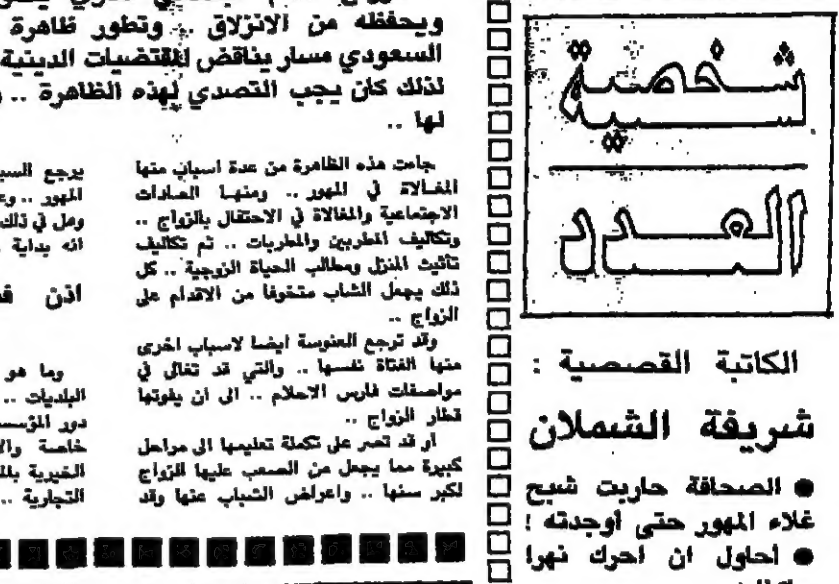 شخصية
العدد
الكاتبة القصصية :
شريفة الشملان
● الصحافة حاربت شبح
غلاء المهور حتى أوجدته !
● أحاول ان احرك نهرا
ويحفظه من الانزلاق .. وتطور ظاهرة
السعودي مسار يناقض المقتضيات الدينية
لذلك كان يجب التصدي لهذه الظاهرة ..
لها ..
جاءت هذه الظاهرة من عدة اسباب منها
المغالاة في المهور .. ومنها العادات
الاجتماعية والمغالاة في الاحتفال بالزواج ..
وتكاليف المطربين والمطربات .. ثم تكاليف
تأثيث المنزل ومطالب الحياة الزوجية .. كل
ذلك يجعل الشاب متخوفا من الاقدام على
الزواج ..
وقد ترجع العنوسة ايضا لاسباب اخرى
منها الفتاة نفسها .. والتي قد تغالي في
مواصفات فارس الاحلام .. الى ان يفوتها
قطار الزواج ..
او قد تصر على تكملة تعليمها الى مراحل
كبيرة مما يجعل من الصعب عليها الزواج
لكبر سنها .. واعراض الشباب عنها وقد
يرجع
المهور ..
وهل في ذلك
انه بداية
اذن
وما هو
البلديات ..
دور
خاصة
الخيرية
التجارية ..